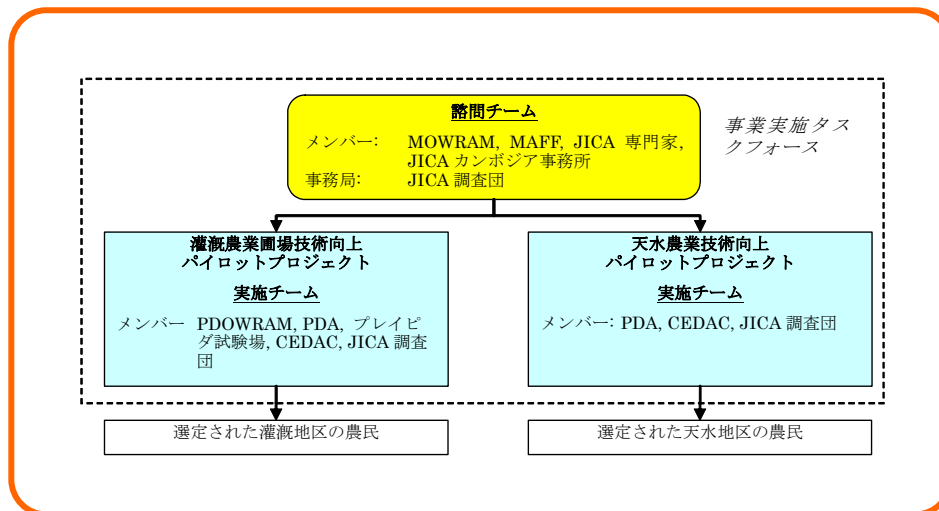 諮問チーム
メンバー: MOWRAM, MAFF, JICA 専門家,
JICA カンボジア事務所
事務局: JICA 調査団
事業実施タス
クフォース
灌漑農業圃場技術向上
パイロットプロジェクト
実施チーム
メンバー PDOWRAM, PDA, プレイピ
ダ試験場, CEDAC, JICA 調査
団
天水農業技術向上
パイロットプロジェクト
実施チーム
メンバー: PDA, CEDAC, JICA 調査団
選定された灌漑地区の農民
選定された天水地区の農民